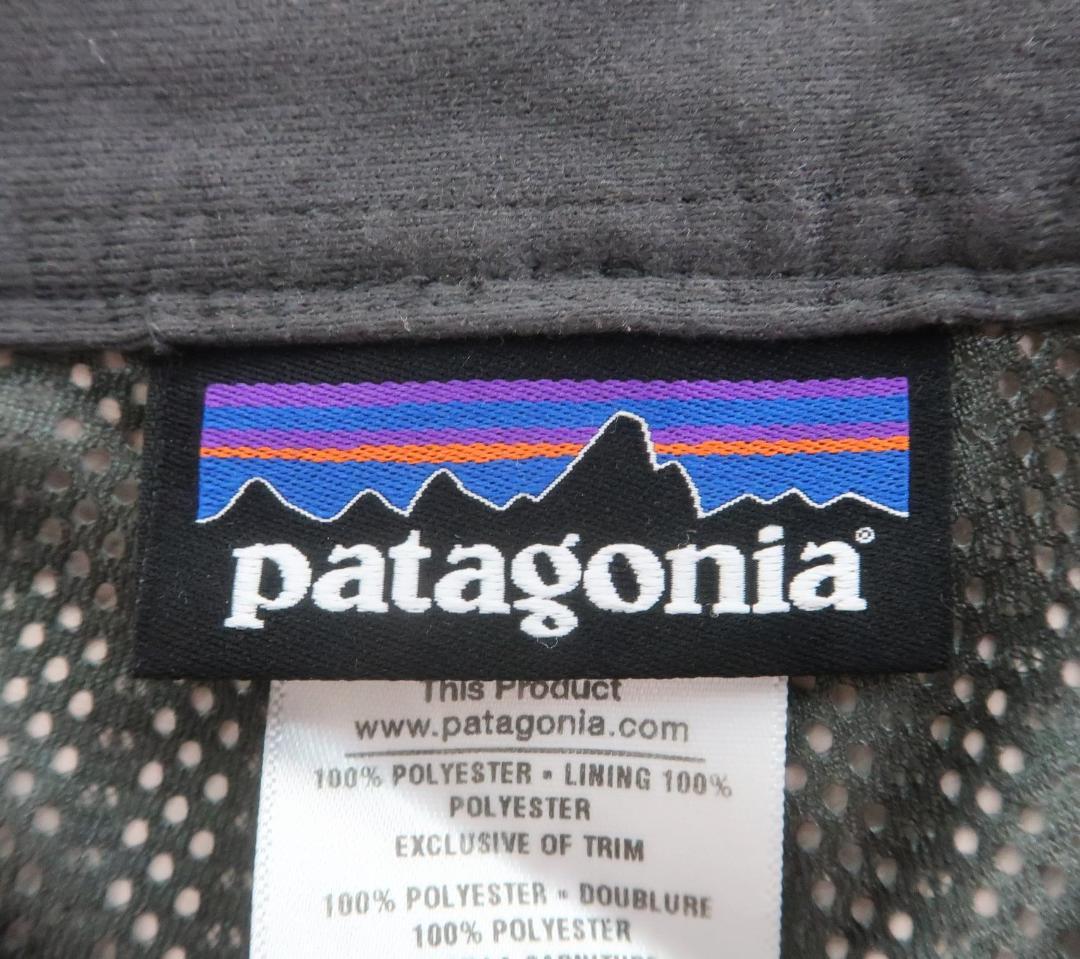 patagonia®
This Product
www.patagonia.com
100% POLYESTER • LINING 100%
POLYESTER
EXCLUSIVE OF TRIM
100% POLYESTER • DOUBLURE
100% POLYESTER